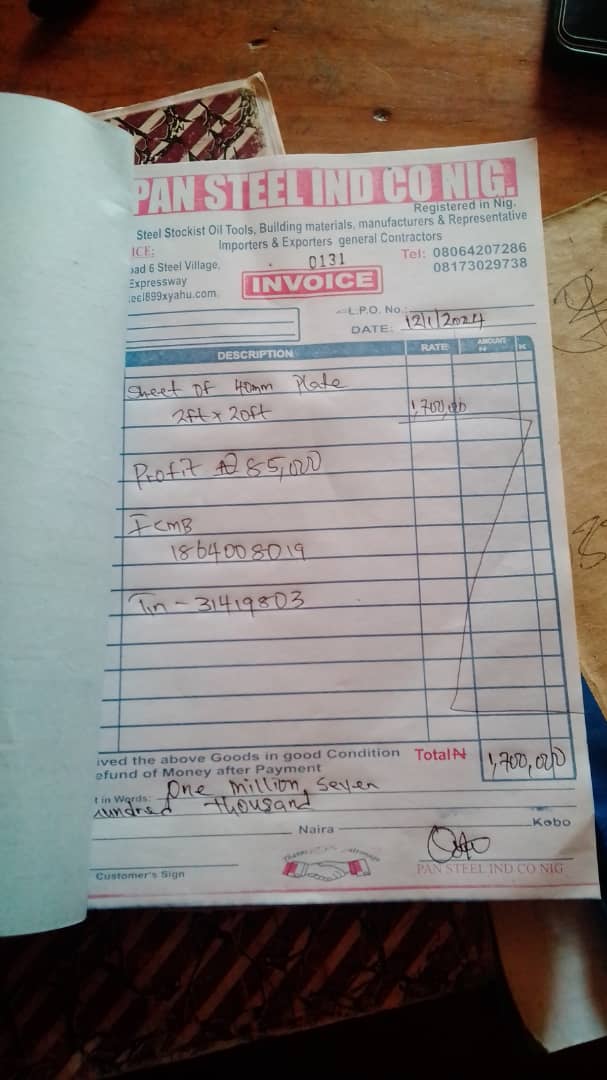 PAN STEEL IND CO NIG.
Registered in Nig.
Steel Stockist Oil Tools, Building materials, manufacturers & Representative
Importers & Exporters general Contractors
ICE:
oad 6 Steel Village,
Expressway
eel899xyahu.com
0131
INVOICE
Tel: 08064207286
08173029738
L.P.O. No.
DATE: 12/1/2024
DESCRIPTION RATE AMOUNT ₦ K
Sheet of 40mm Plate
2ft x 20ft 1,700,000
Profit ₦ 85,000
FCMB
1864008019
Tin - 31419803
ived the above Goods in good Condition Total ₦ 1,700,000
efund of Money after Payment
t in Words: One million, Seven
hundred thousand
Naira Kobo
Customer's Sign
PAN STEEL IND CO NIG